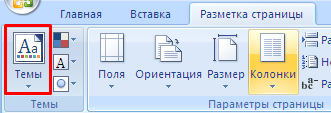 Главная Вставка Разметка страницы
Aa
Темы
Поля Ориентация Размер Колонки
Темы
Параметры страницы